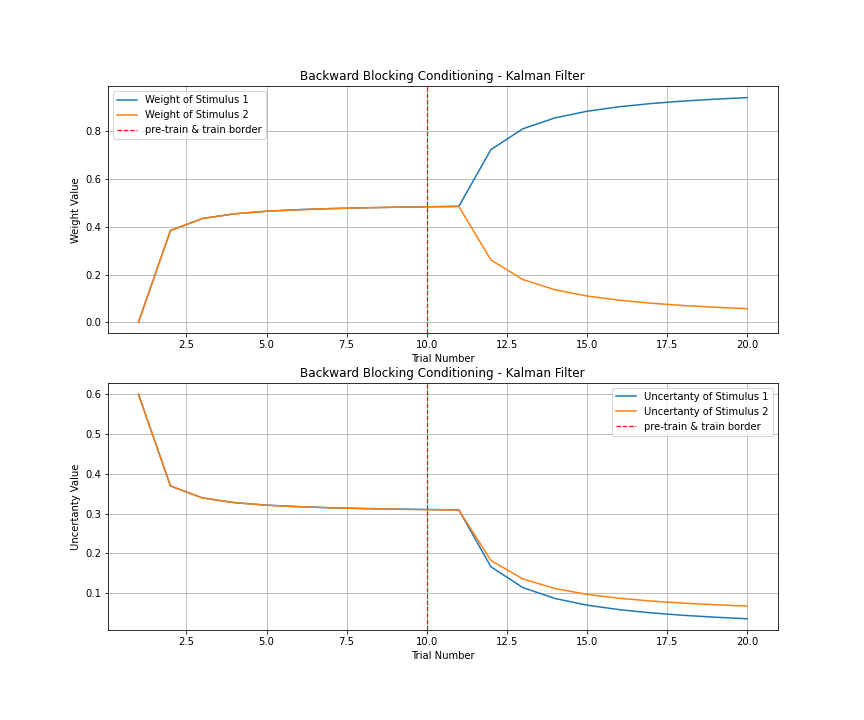 Backward Blocking Conditioning - Kalman Filter
Weight of Stimulus 1
Weight of Stimulus 2
pre-train & train border
Weight Value
0.8
0.6
0.4
0.2
0.0
2.5 5.0 7.5 10.0 12.5 15.0 17.5 20.0
Trial Number
Backward Blocking Conditioning - Kalman Filter
Uncertanty of Stimulus 1
Uncertanty of Stimulus 2
pre-train & train border
Uncertanty Value
0.6
0.5
0.4
0.3
0.2
0.1
2.5 5.0 7.5 10.0 12.5 15.0 17.5 20.0
Trial Number